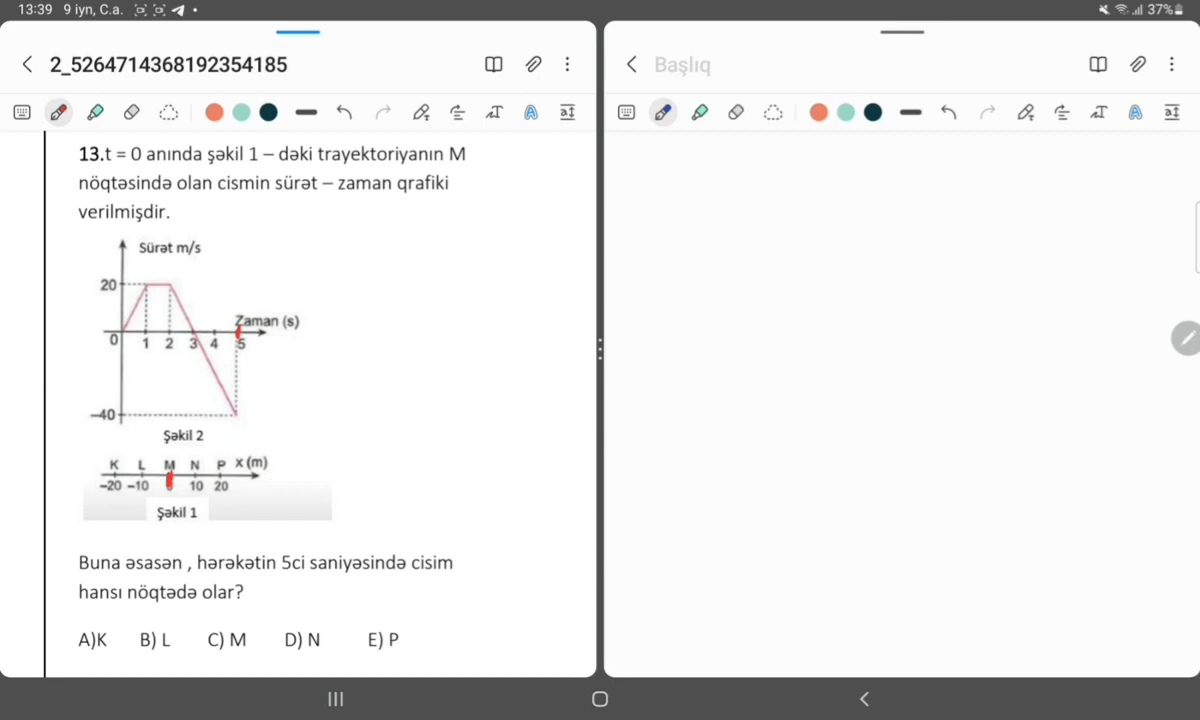 13:39 9 iyn, C.a.
37%
2_5264714368192354185
Başlıq
13.t = 0 anında şəkil 1 – dəki trayektoriyanın M
nöqtəsində olan cismin sürət – zaman qrafiki
verilmişdir.
Sürət m/s
20
Zaman (s)
0 1 2 3 4 5
–40
Şəkil 2
K L M N P x (m)
–20 –10 10 20
Şəkil 1
Buna əsasən , hərəkətin 5ci saniyəsində cisim
hansı nöqtədə olar?
A)K B) L C) M D) N E) P